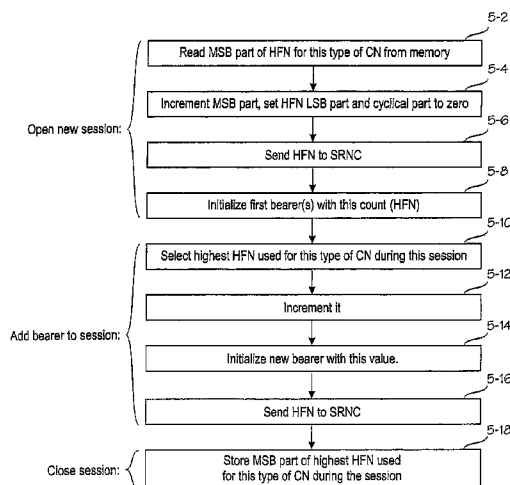 5-2
Read MSB part of HFN for this type of CN from memory
5-4
Increment MSB part, set HFN LSB part and cyclical part to zero
5-6
Open new session:
Send HFN to SRNC
5-8
Initialize first bearer(s) with this count (HFN)
5-10
Select highest HFN used for this type of CN during this session
5-12
Increment it
5-14
Add bearer to session:
Initialize new bearer with this value.
5-16
Send HFN to SRNC
5-18
Close session:
Store MSB part of highest HFN used
for this type of CN during the session